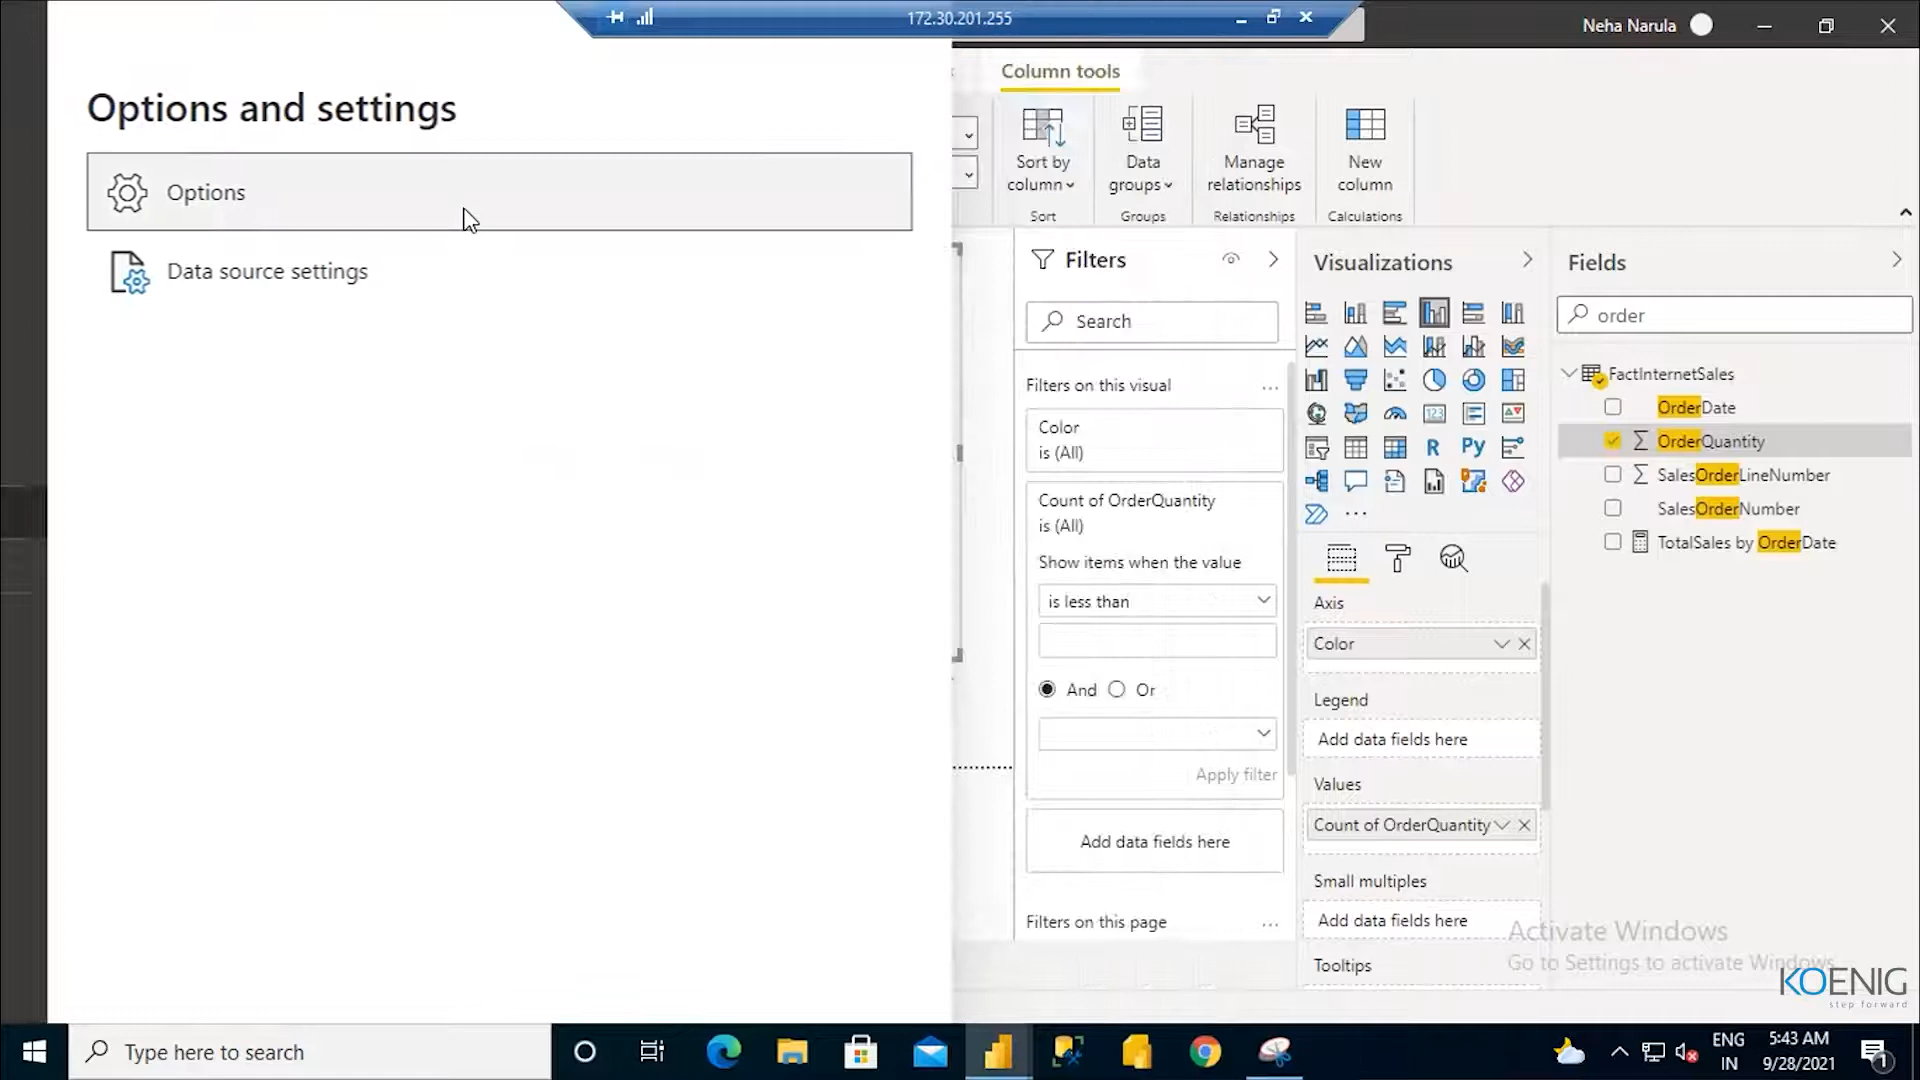 172.30.201.255
Neha Narula
Options and settings
Options
Data source settings
Column tools
Sort by
column
Data
groups
Manage
relationships
New
column
Sort
Groups
Relationships
Calculations
Filters
Search
Filters on this visual
...
Color
is (All)
Count of OrderQuantity
is (All)
Show items when the value
is less than
And
Or
Apply filter
Add data fields here
Filters on this page
...
Visualizations
123
R
Py
...
Axis
Color
Legend
Add data fields here
Values
Count of OrderQuantity
Small multiples
Add data fields here
Tooltips
Fields
order
FactInternetSales
OrderDate
OrderQuantity
SalesOrderLineNumber
SalesOrderNumber
TotalSales by OrderDate
Activate Windows
Go to Settings to activate Windows.
KOENIG
step forward
Type here to search
ENG
IN
5:43 AM
9/28/2021
1